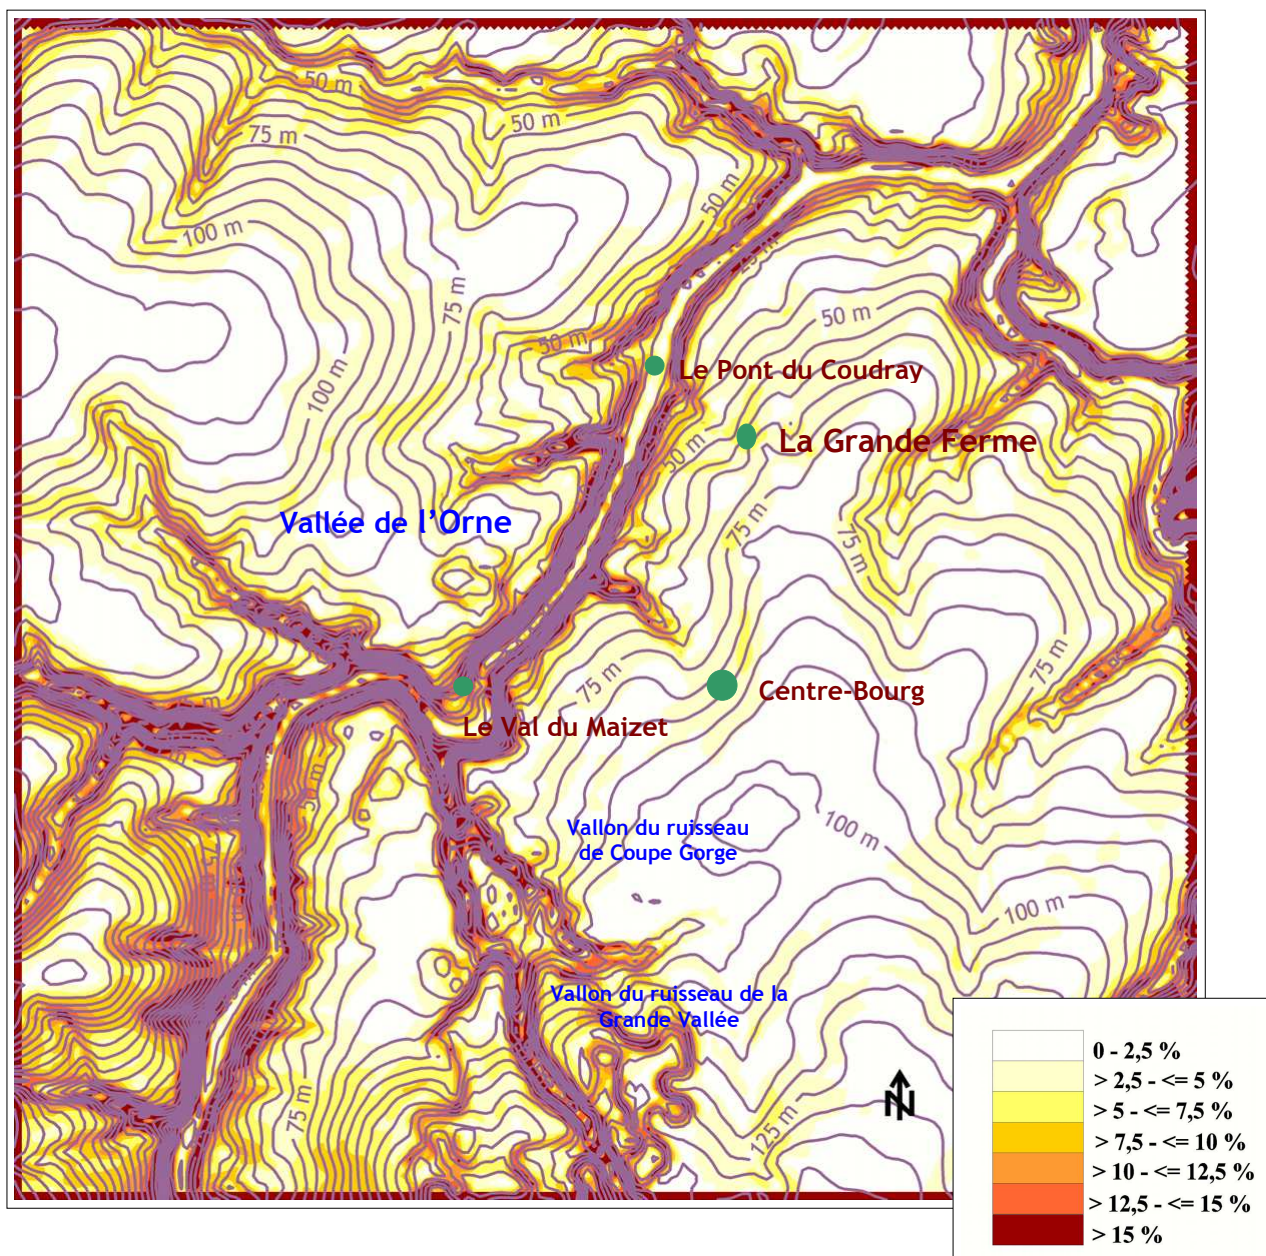 50 m
75 m
50 m
50 m
100 m
75 m
25 m
50 m
50 m
Le Pont du Coudray
100 m
La Grande Ferme
50 m
Vallée de l'Orne
75 m
75 m
75 m
75 m
Centre-Bourg
Le Val du Maizet
50 m
Vallon du ruisseau
de Coupe Gorge
100 m
100 m
Vallon du ruisseau de la
Grande Vallée
75 m
125 m
N
0 - 2,5 %
> 2,5 - <= 5 %
> 5 - <= 7,5 %
> 7,5 - <= 10 %
> 10 - <= 12,5 %
> 12,5 - <= 15 %
> 15 %